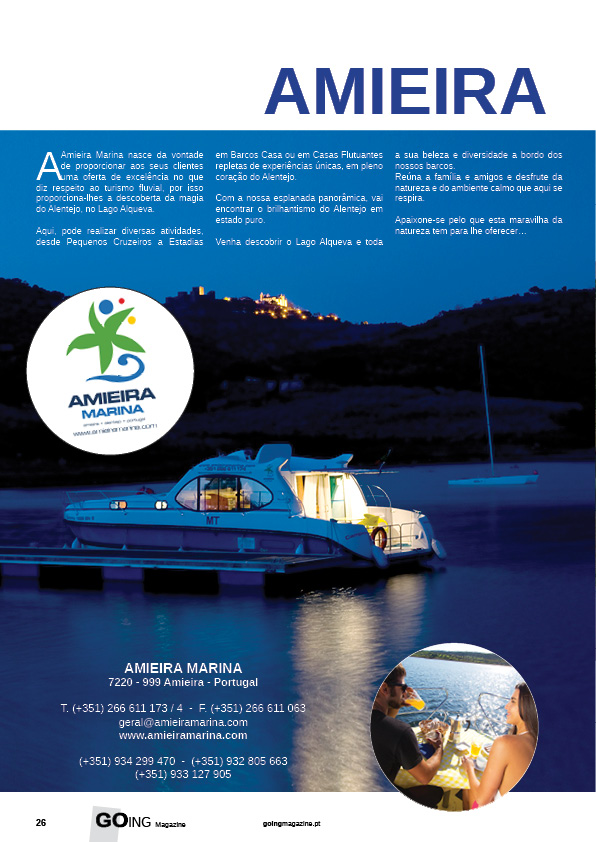 AMIEIRA
A Amieira Marina nasce da vontade
de proporcionar aos seus clientes
uma oferta de excelência no que
diz respeito ao turismo fluvial, por isso
proporciona-lhes a descoberta da magia
do Alentejo, no Lago Alqueva.
Aqui, pode realizar diversas atividades,
desde Pequenos Cruzeiros a Estadias
em Barcos Casa ou em Casas Flutuantes
repletas de experiências únicas, em pleno
coração do Alentejo.
Com a nossa esplanada panorâmica, vai
encontrar o brilhantismo do Alentejo em
estado puro.
Venha descobrir o Lago Alqueva e toda
a sua beleza e diversidade a bordo dos
nossos barcos.
Reúna a família e amigos e desfrute da
natureza e do ambiente calmo que aqui se
respira.
Apaixone-se pelo que esta maravilha da
natureza tem para lhe oferecer…
AMIEIRA
MARINA
www.amieiramarina.com
MT
AMIEIRA MARINA
7220 - 999 Amieira - Portugal
T. (+351) 266 611 173 / 4 - F. (+351) 266 611 063
geral@amieiramarina.com
www.amieiramarina.com
(+351) 934 299 470 - (+351) 932 805 663
(+351) 933 127 905
26 GOING Magazine goingmagazine.pt